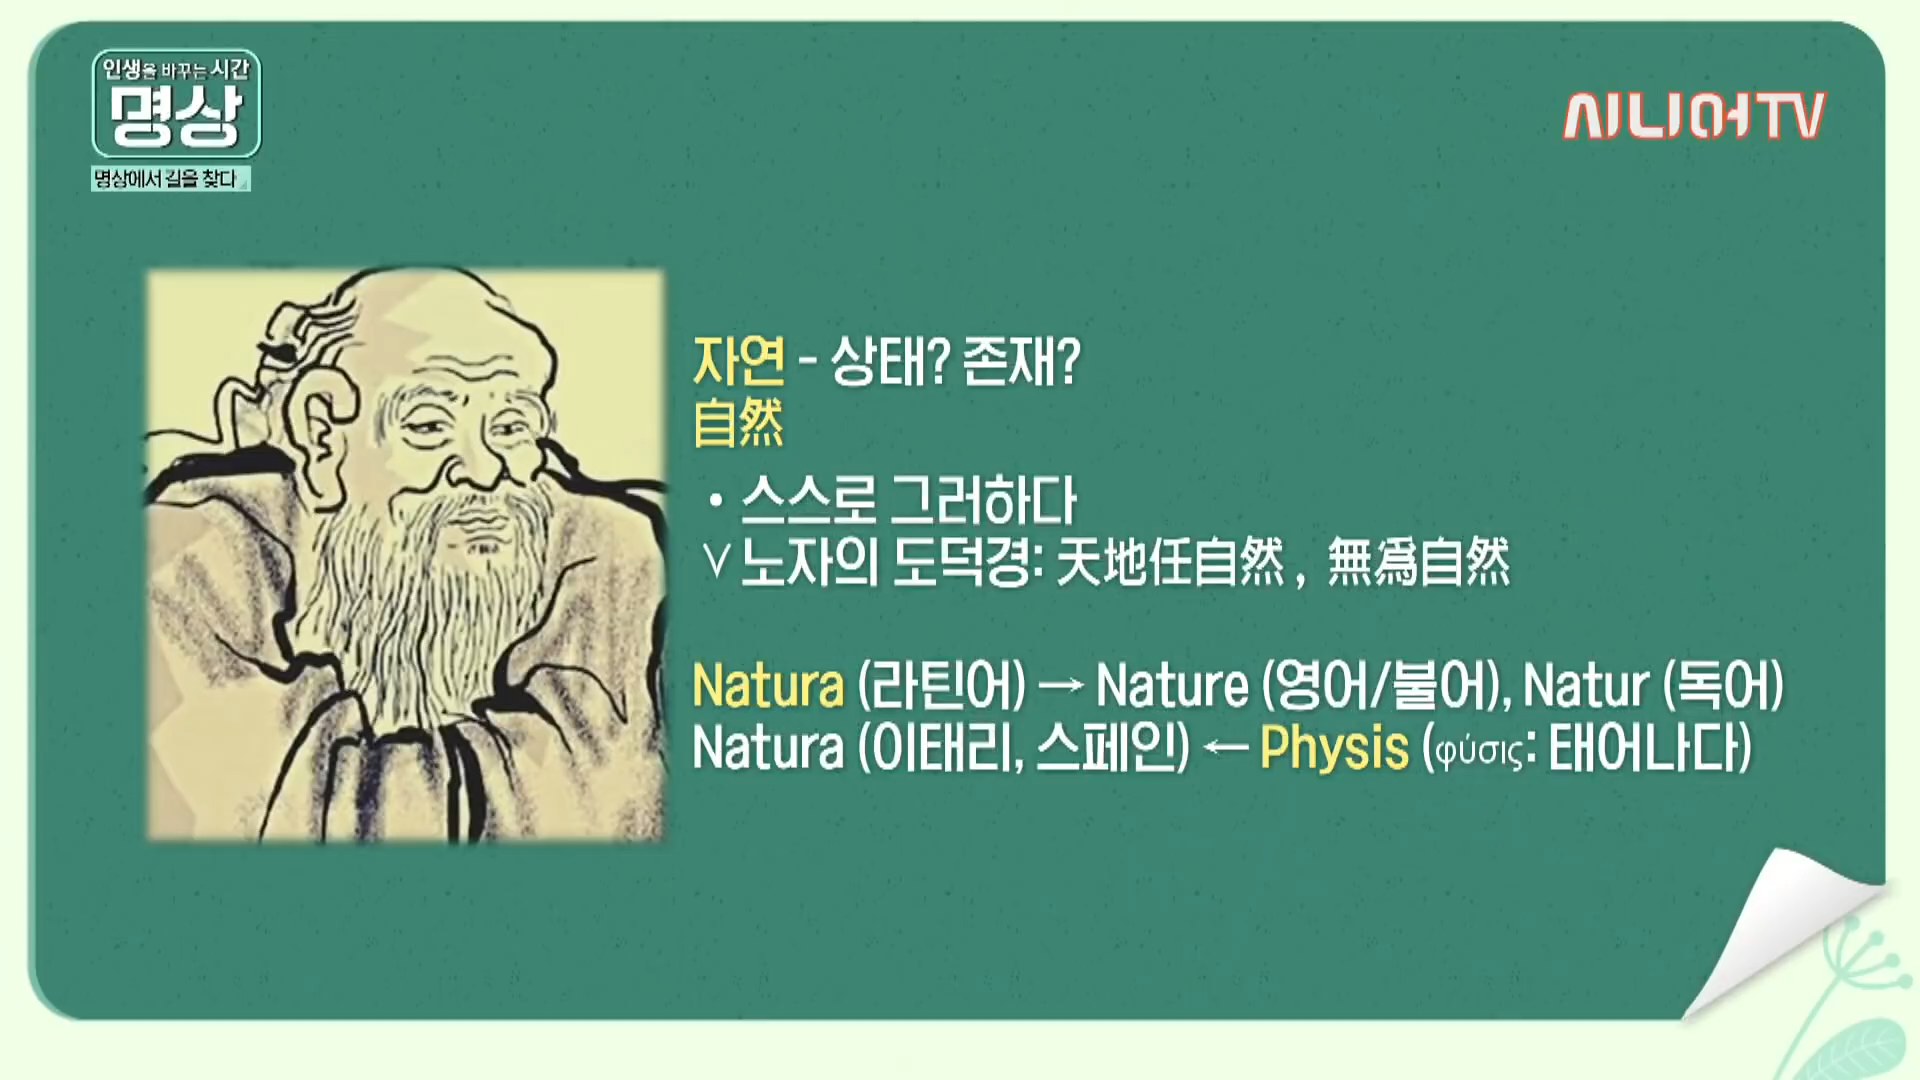 인생을 바꾸는 시간
명상
명상에서 길을 찾다
시니어TV
자연 - 상태? 존재?
自然
• 스스로 그러하다
∨ 노자의 도덕경: 天地任自然, 無爲自然
Natura (라틴어) → Nature (영어/불어), Natur (독어)
Natura (이태리, 스페인) ← Physis (φύσις: 태어나다)